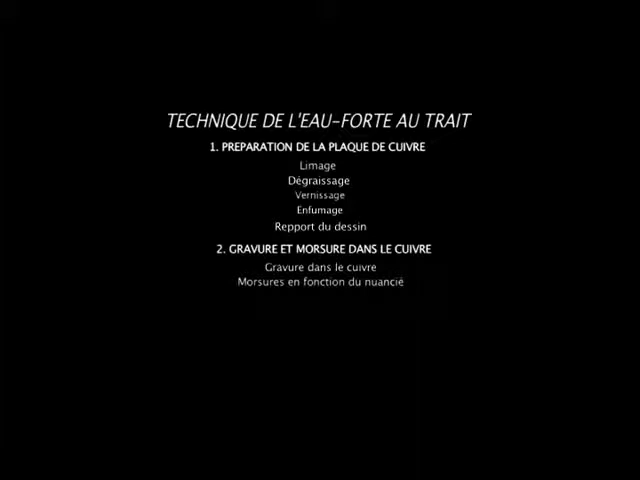 TECHNIQUE DE L'EAU-FORTE AU TRAIT
1. PREPARATION DE LA PLAQUE DE CUIVRE
Limage
Dégraissage
Vernissage
Enfumage
Repport du dessin
2. GRAVURE ET MORSURE DANS LE CUIVRE
Gravure dans le cuivre
Morsures en fonction du nuancié